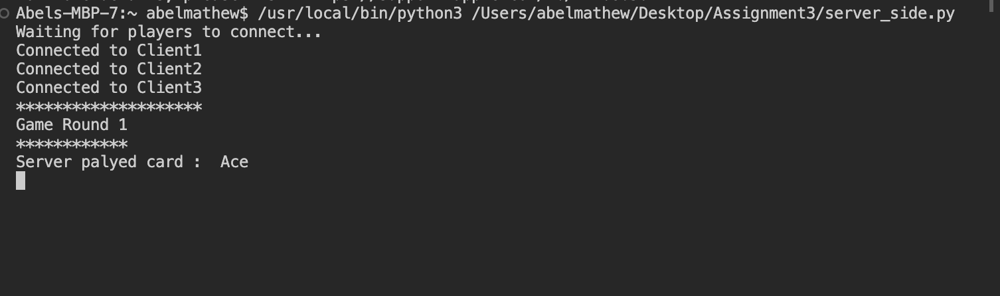 Abels-MBP-7:~ abelmathew$ /usr/local/bin/python3 /Users/abelmathew/Desktop/Assignment3/server_side.py
Waiting for players to connect...
Connected to Client1
Connected to Client2
Connected to Client3
********************
Game Round 1
************
Server palyed card :  Ace